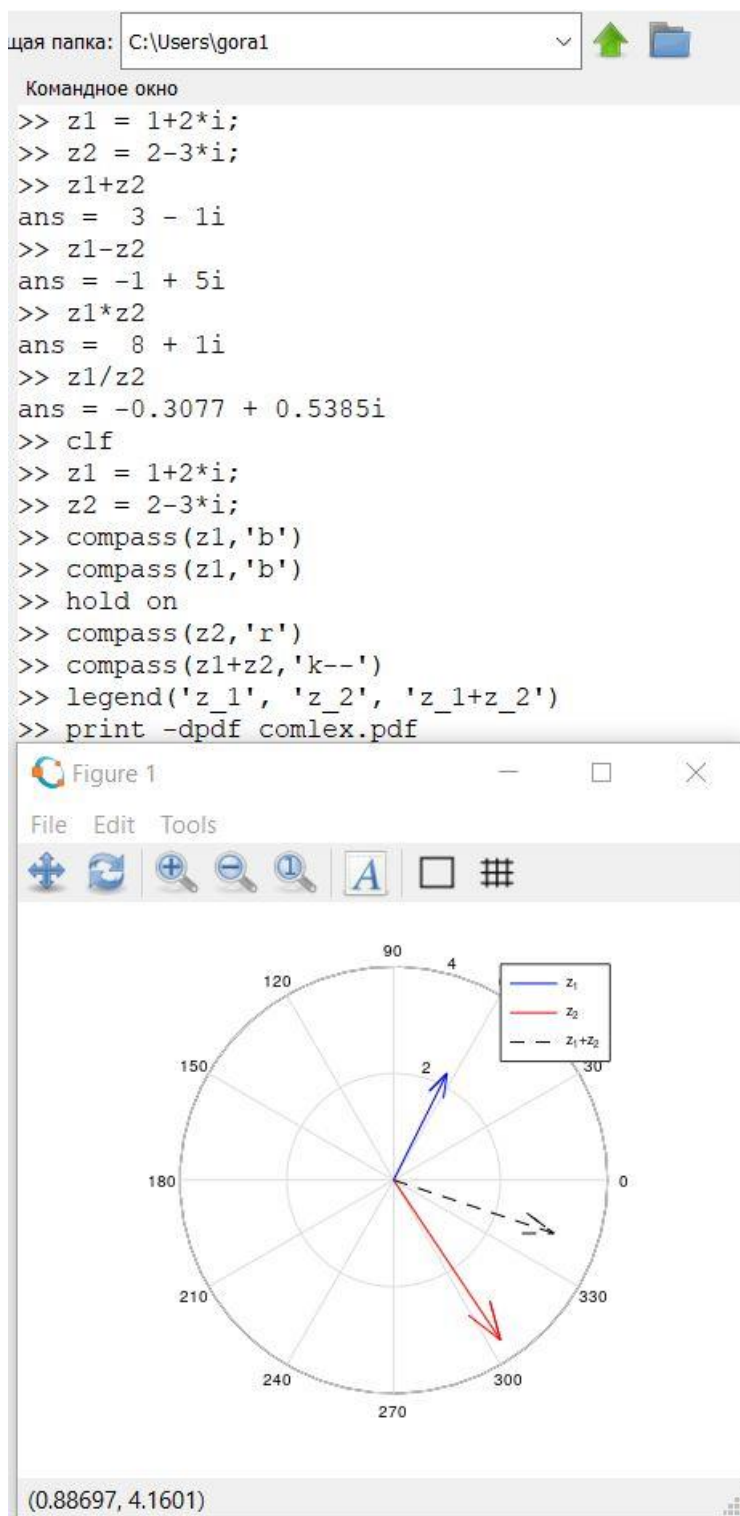 щая папка: C:\Users\gora1
Командное окно
>> z1 = 1+2*i;
>> z2 = 2-3*i;
>> z1+z2
ans =  3 - 1i
>> z1-z2
ans = -1 + 5i
>> z1*z2
ans =  8 + 1i
>> z1/z2
ans = -0.3077 + 0.5385i
>> clf
>> z1 = 1+2*i;
>> z2 = 2-3*i;
>> compass(z1,'b')
>> compass(z1,'b')
>> hold on
>> compass(z2,'r')
>> compass(z1+z2,'k--')
>> legend('z_1', 'z_2', 'z_1+z_2')
>> print -dpdf comlex.pdf
Figure 1
File Edit Tools
1 A
90
4
120
z₁
z₂
z₁+z₂
150
2
30
180
0
210
330
240
300
270
(0.88697, 4.1601)